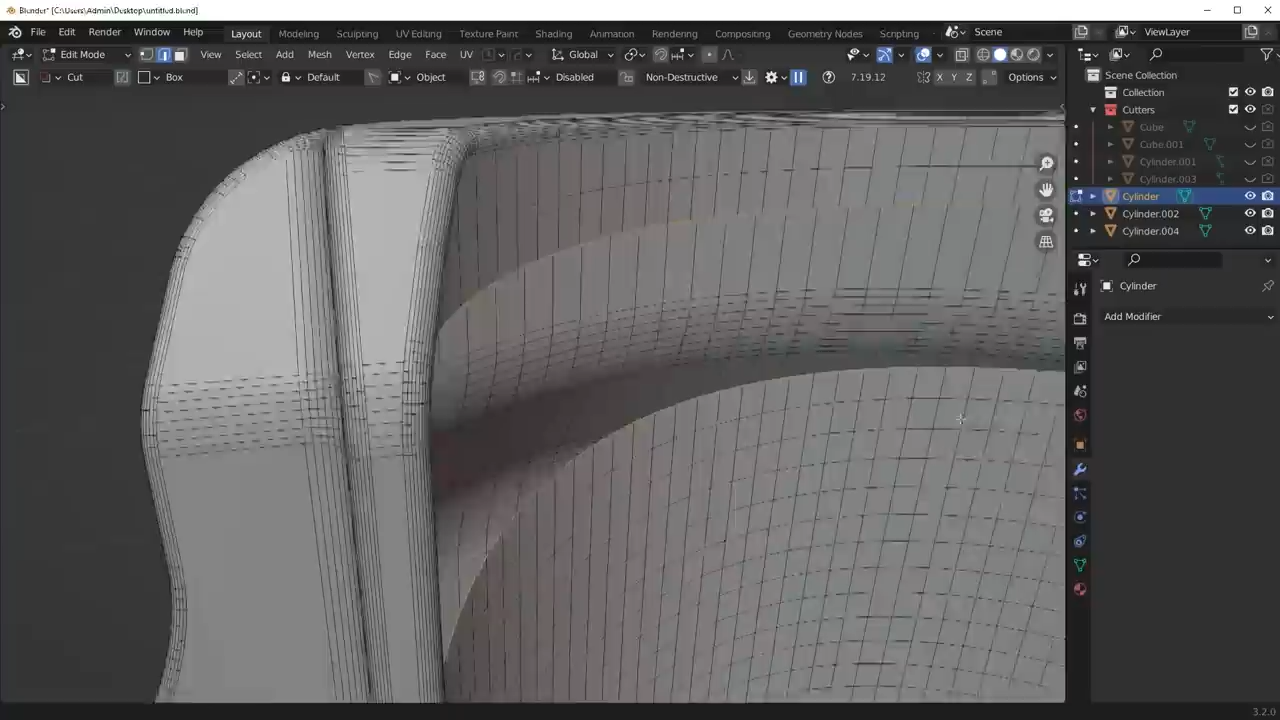 Blender* [C:\Users\Admin\Desktop\untitled.blend]
File Edit Render Window Help Layout Modeling Sculpting UV Editing Texture Paint Shading Animation Rendering Compositing Geometry Nodes Scripting Scene ViewLayer
Edit Mode View Select Add Mesh Vertex Edge Face UV Global
Cut Box Default Object Disabled Non-Destructive 7.19.12 X Y Z Options
Scene Collection
Collection
Cutters
Cube
Cube.001
Cylinder.001
Cylinder.003
Cylinder
Cylinder.002
Cylinder.004
Cylinder
Add Modifier
3.2.0